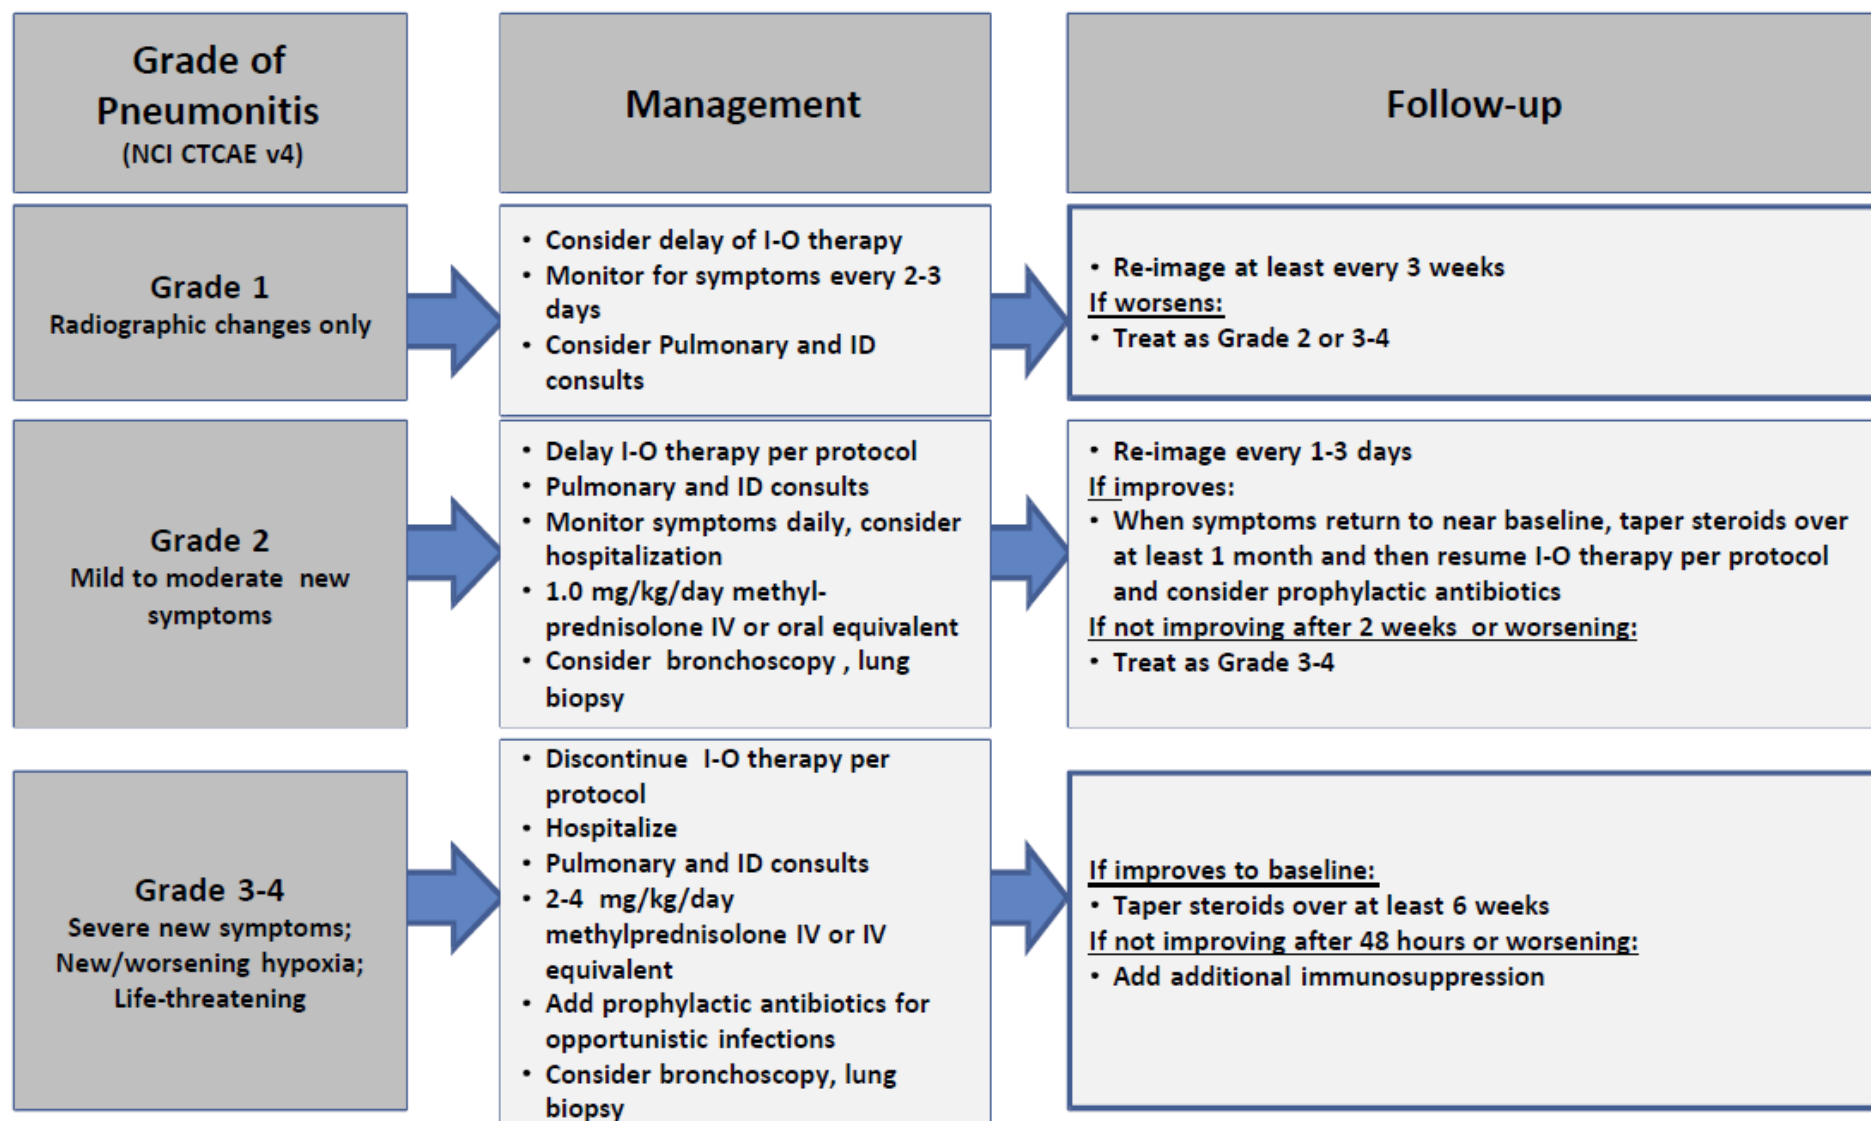 Grade of
Pneumonitis
(NCI CTCAE v4)
Management
Follow-up
Grade 1
Radiographic changes only
• Consider delay of I-O therapy
• Monitor for symptoms every 2-3
days
• Consider Pulmonary and ID
consults
• Re-image at least every 3 weeks
If worsens:
• Treat as Grade 2 or 3-4
Grade 2
Mild to moderate new
symptoms
• Delay I-O therapy per protocol
• Pulmonary and ID consults
• Monitor symptoms daily, consider
hospitalization
• 1.0 mg/kg/day methyl-
prednisolone IV or oral equivalent
• Consider bronchoscopy , lung
biopsy
• Re-image every 1-3 days
If improves:
• When symptoms return to near baseline, taper steroids over
at least 1 month and then resume I-O therapy per protocol
and consider prophylactic antibiotics
If not improving after 2 weeks or worsening:
• Treat as Grade 3-4
Grade 3-4
Severe new symptoms;
New/worsening hypoxia;
Life-threatening
• Discontinue I-O therapy per
protocol
• Hospitalize
• Pulmonary and ID consults
• 2-4 mg/kg/day
methylprednisolone IV or IV
equivalent
• Add prophylactic antibiotics for
opportunistic infections
• Consider bronchoscopy, lung
biopsy
If improves to baseline:
• Taper steroids over at least 6 weeks
If not improving after 48 hours or worsening:
• Add additional immunosuppression